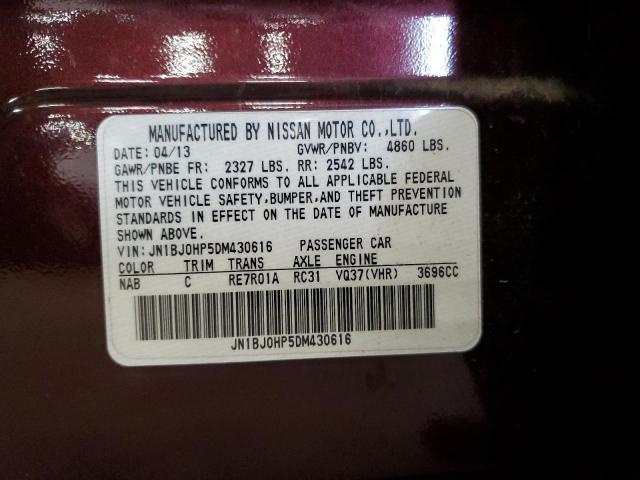 MANUFACTURED BY NISSAN MOTOR CO.,LTD.
DATE: 04/13 GVWR/PNBV: 4860 LBS.
GAWR/PNBE FR: 2327 LBS. RR: 2542 LBS.
THIS VEHICLE CONFORMS TO ALL APPLICABLE FEDERAL
MOTOR VEHICLE SAFETY,BUMPER,AND THEFT PREVENTION
STANDARDS IN EFFECT ON THE DATE OF MANUFACTURE
SHOWN ABOVE.
VIN:JN1BJ0HP5DM430616 PASSENGER CAR
COLOR TRIM TRANS AXLE ENGINE
NAB C RE7R01A RC31 VQ37(VHR) 3696CC
JN1BJ0HP5DM430616